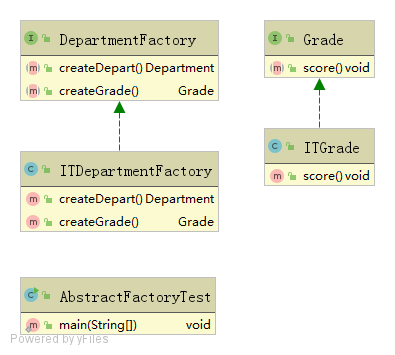 DepartmentFactory
createDepart() Department
createGrade() Grade
Grade
score() void
ITDepartmentFactory
createDepart() Department
createGrade() Grade
ITGrade
score() void
AbstractFactoryTest
main(String[]) void
Powered by yFiles